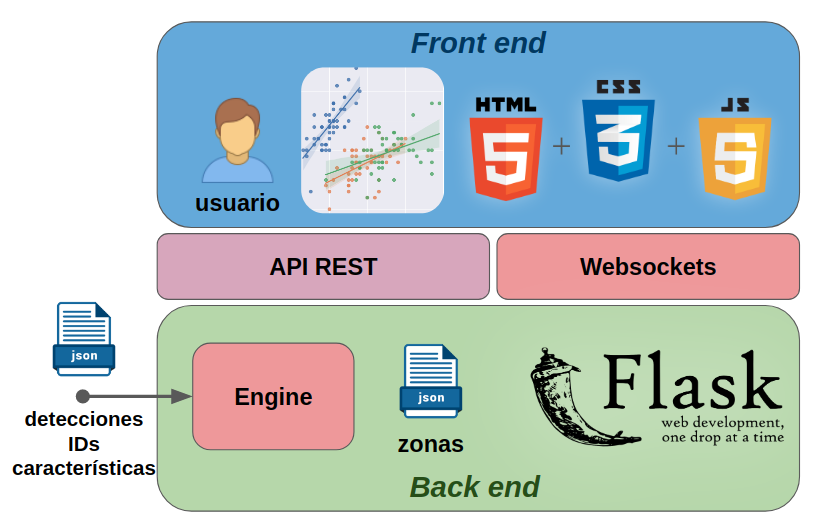 Front end
usuario
HTML
5
+
CSS
3
+
JS
5
API REST
Websockets
json
detecciones
IDs
características
Engine
json
zonas
Flask
web development,
one drop at a time
Back end